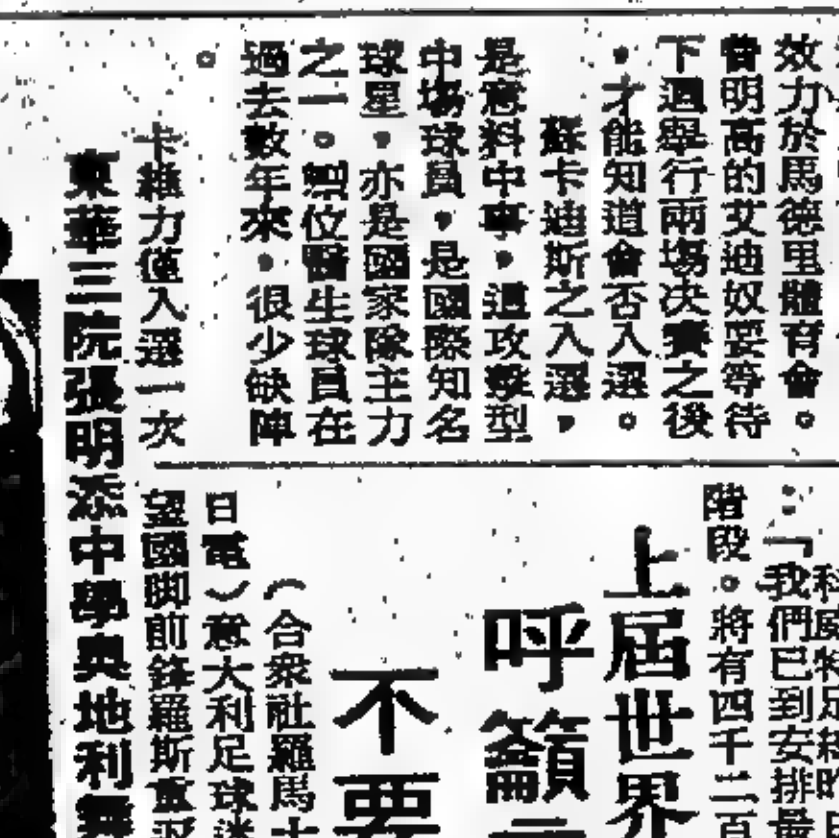 效力於馬德里體育會。
曾明高的艾迪奴要等待
下週舉行兩場决賽之後
，才能知道會否入選。
蘇卡迪斯之入選，
是意料中事，這攻擊型
中塲球員，是國際知名
球星，亦是國家隊主力
之一。這位醫生球員在
過去數年來，很少缺陣
。
卡維力僅入選一次
東華三院張明添中學與地利
：「我們已到安排最
階段。將有四千二百
上屆世界
呼籲
不要
（合衆社羅馬十
日電）意大利足球迷
望國脚前鋒羅斯重返